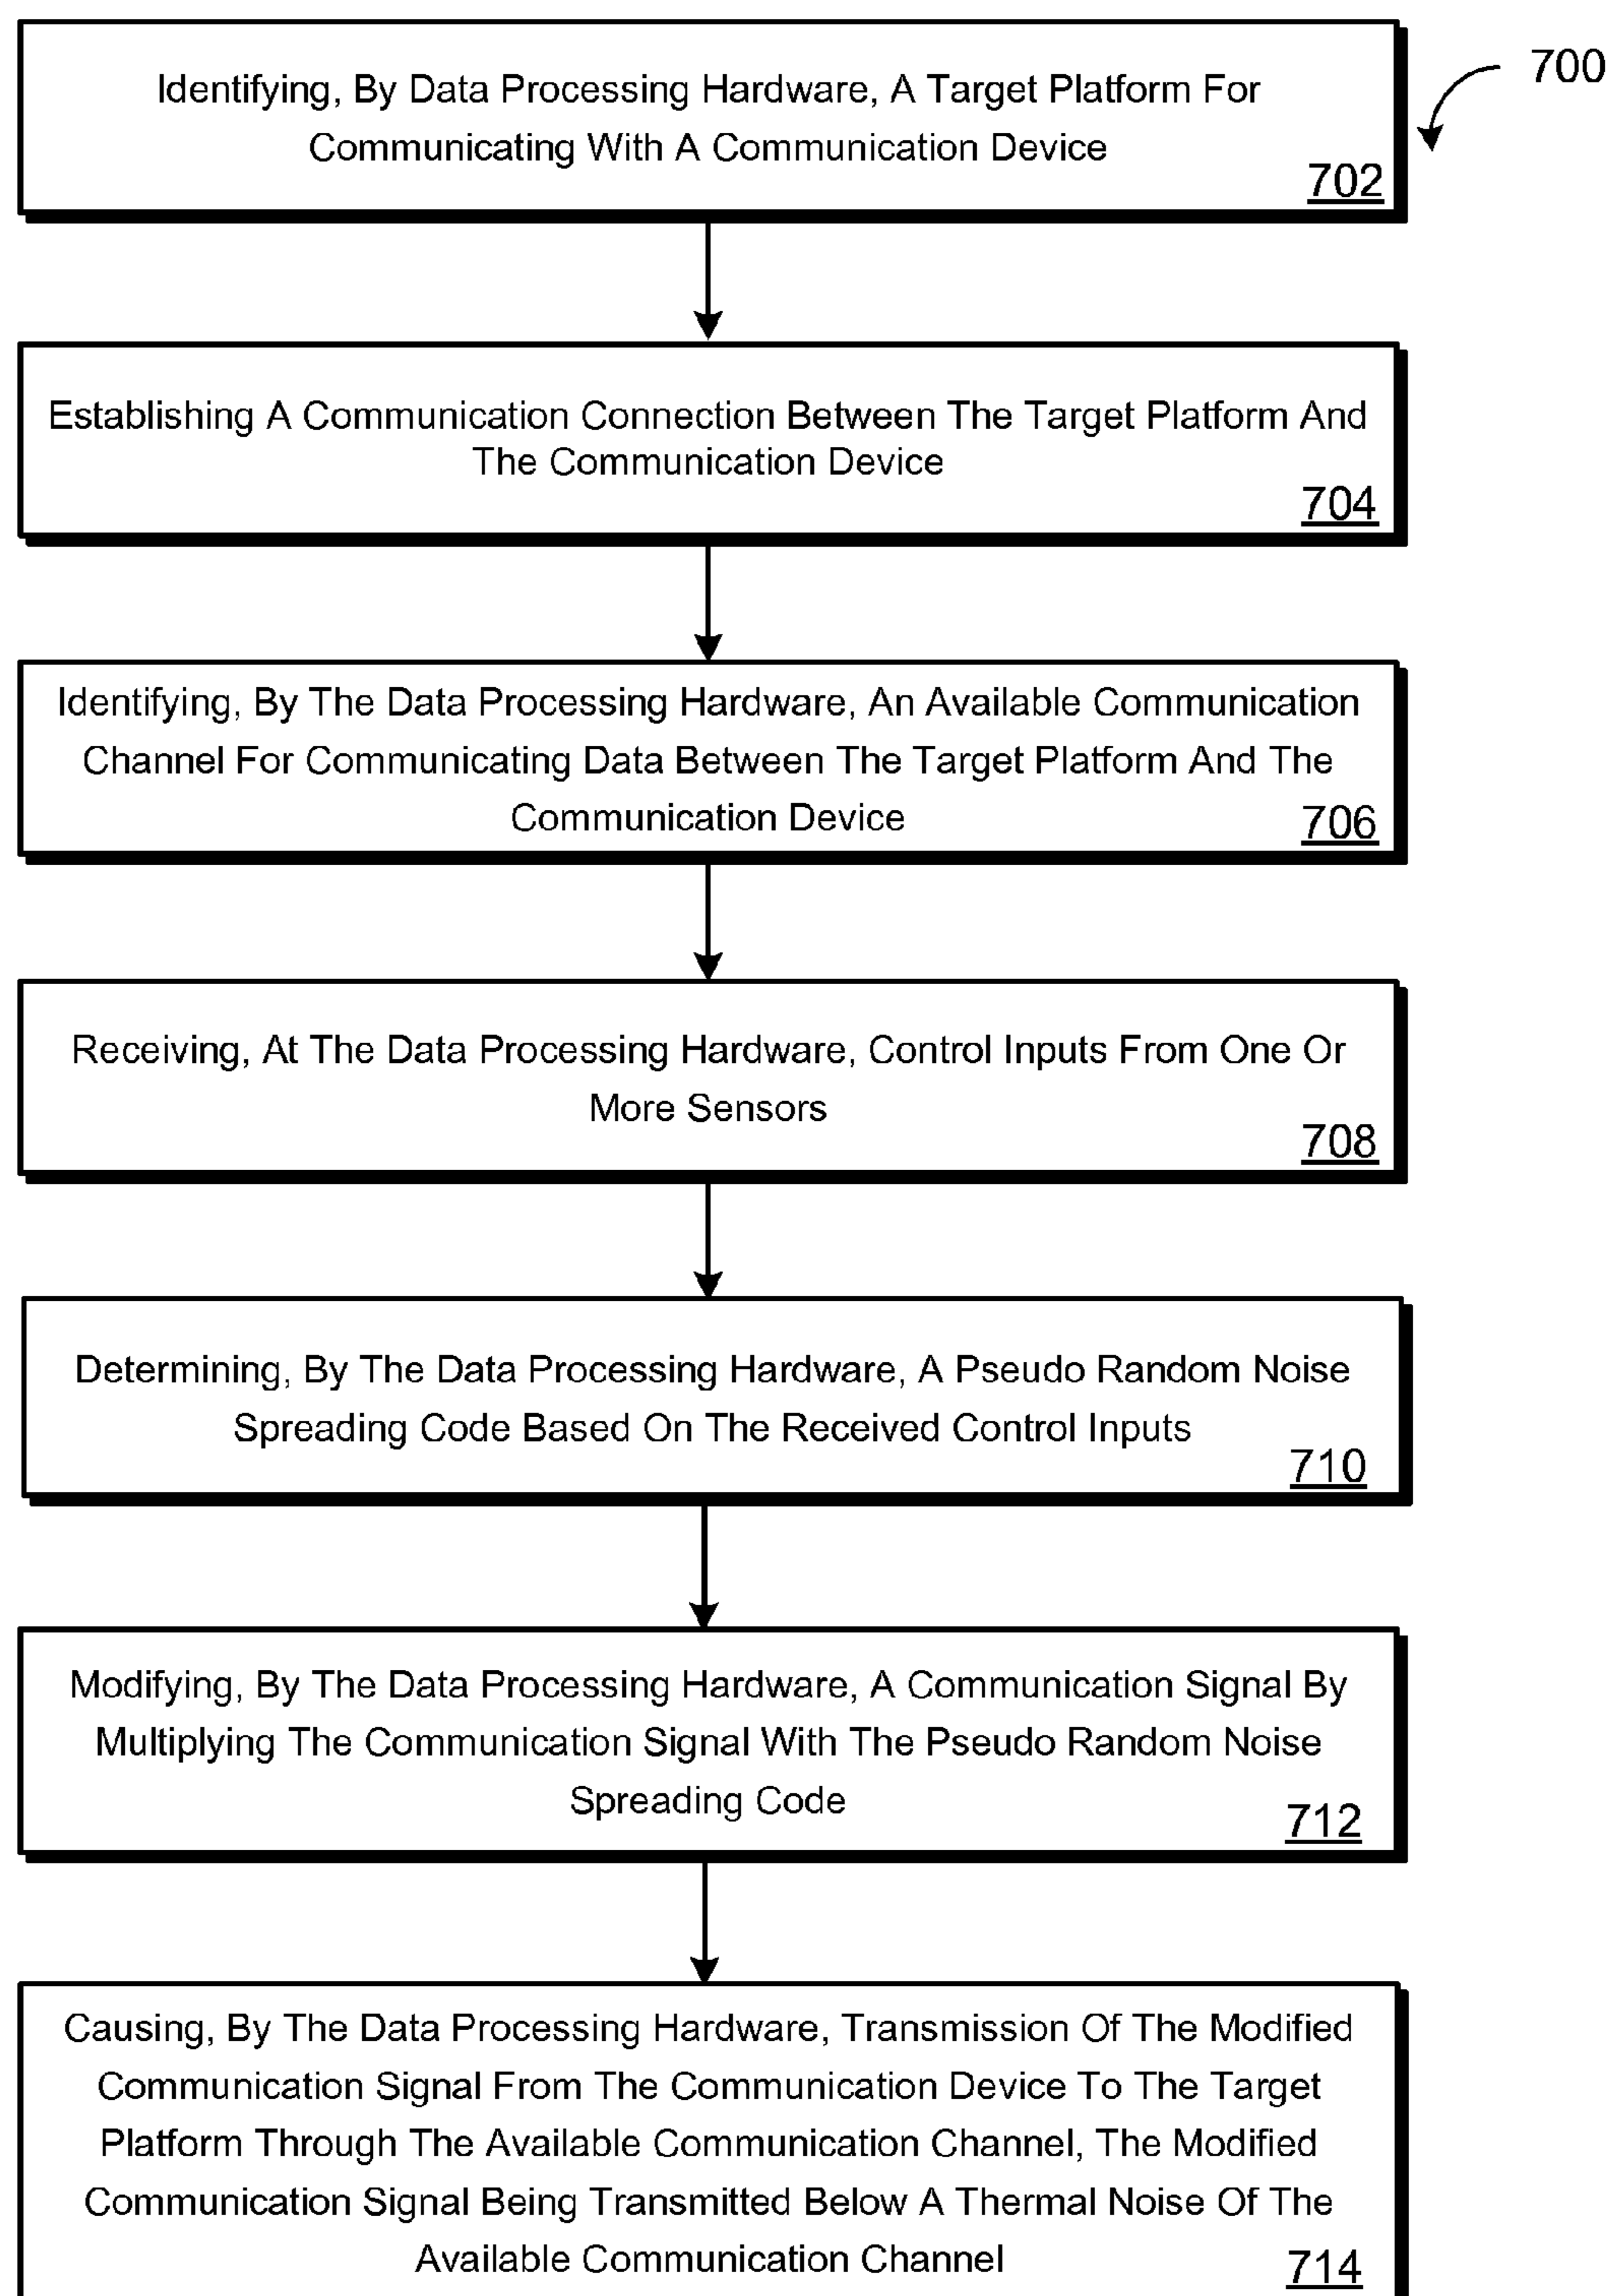 700
Identifying, By Data Processing Hardware, A Target Platform For
Communicating With A Communication Device
702
Establishing A Communication Connection Between The Target Platform And
The Communication Device
704
Identifying, By The Data Processing Hardware, An Available Communication
Channel For Communicating Data Between The Target Platform And The
Communication Device
706
Receiving, At The Data Processing Hardware, Control Inputs From One Or
More Sensors
708
Determining, By The Data Processing Hardware, A Pseudo Random Noise
Spreading Code Based On The Received Control Inputs
710
Modifying, By The Data Processing Hardware, A Communication Signal By
Multiplying The Communication Signal With The Pseudo Random Noise
Spreading Code
712
Causing, By The Data Processing Hardware, Transmission Of The Modified
Communication Signal From The Communication Device To The Target
Platform Through The Available Communication Channel, The Modified
Communication Signal Being Transmitted Below A Thermal Noise Of The
Available Communication Channel
714